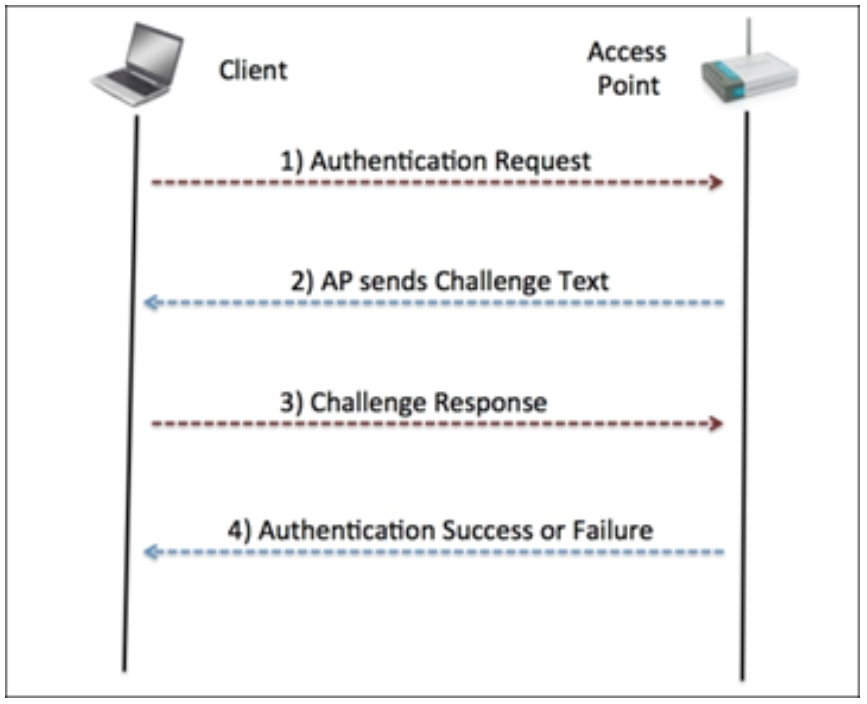 Client
Access
Point
1) Authentication Request
2) AP sends Challenge Text
3) Challenge Response
4) Authentication Success or Failure